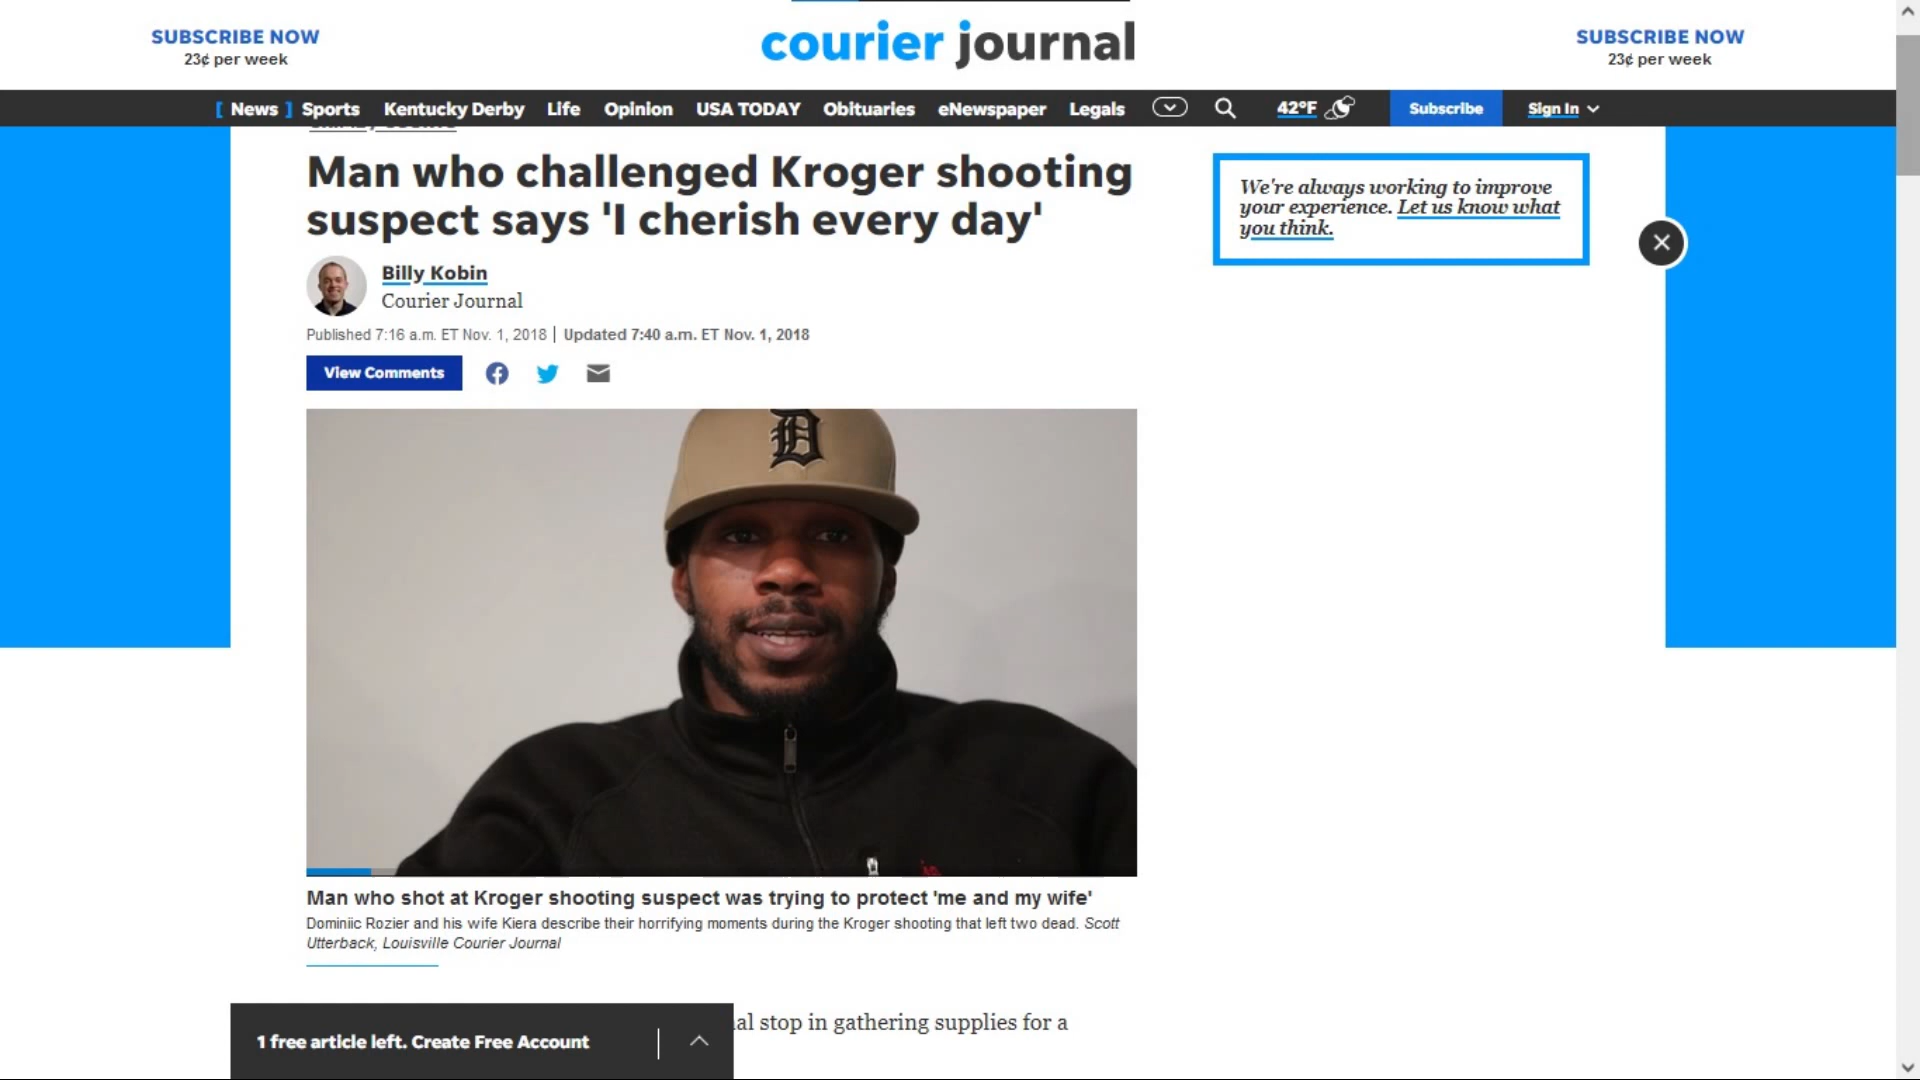 SUBSCRIBE NOW
23¢ per week
courier journal
SUBSCRIBE NOW
23¢ per week
[ News ] Sports Kentucky Derby Life Opinion USA TODAY Obituaries eNewspaper Legals 42°F Subscribe Sign In
Man who challenged Kroger shooting
suspect says 'I cherish every day'
We're always working to improve
your experience. Let us know what
you think.
Billy Kobin
Courier Journal
Published 7:16 a.m. ET Nov. 1, 2018 | Updated 7:40 a.m. ET Nov. 1, 2018
View Comments
D
Man who shot at Kroger shooting suspect was trying to protect 'me and my wife'
Dominiic Rozier and his wife Kiera describe their horrifying moments during the Kroger shooting that left two dead. Scott
Utterback, Louisville Courier Journal
al stop in gathering supplies for a
1 free article left. Create Free Account